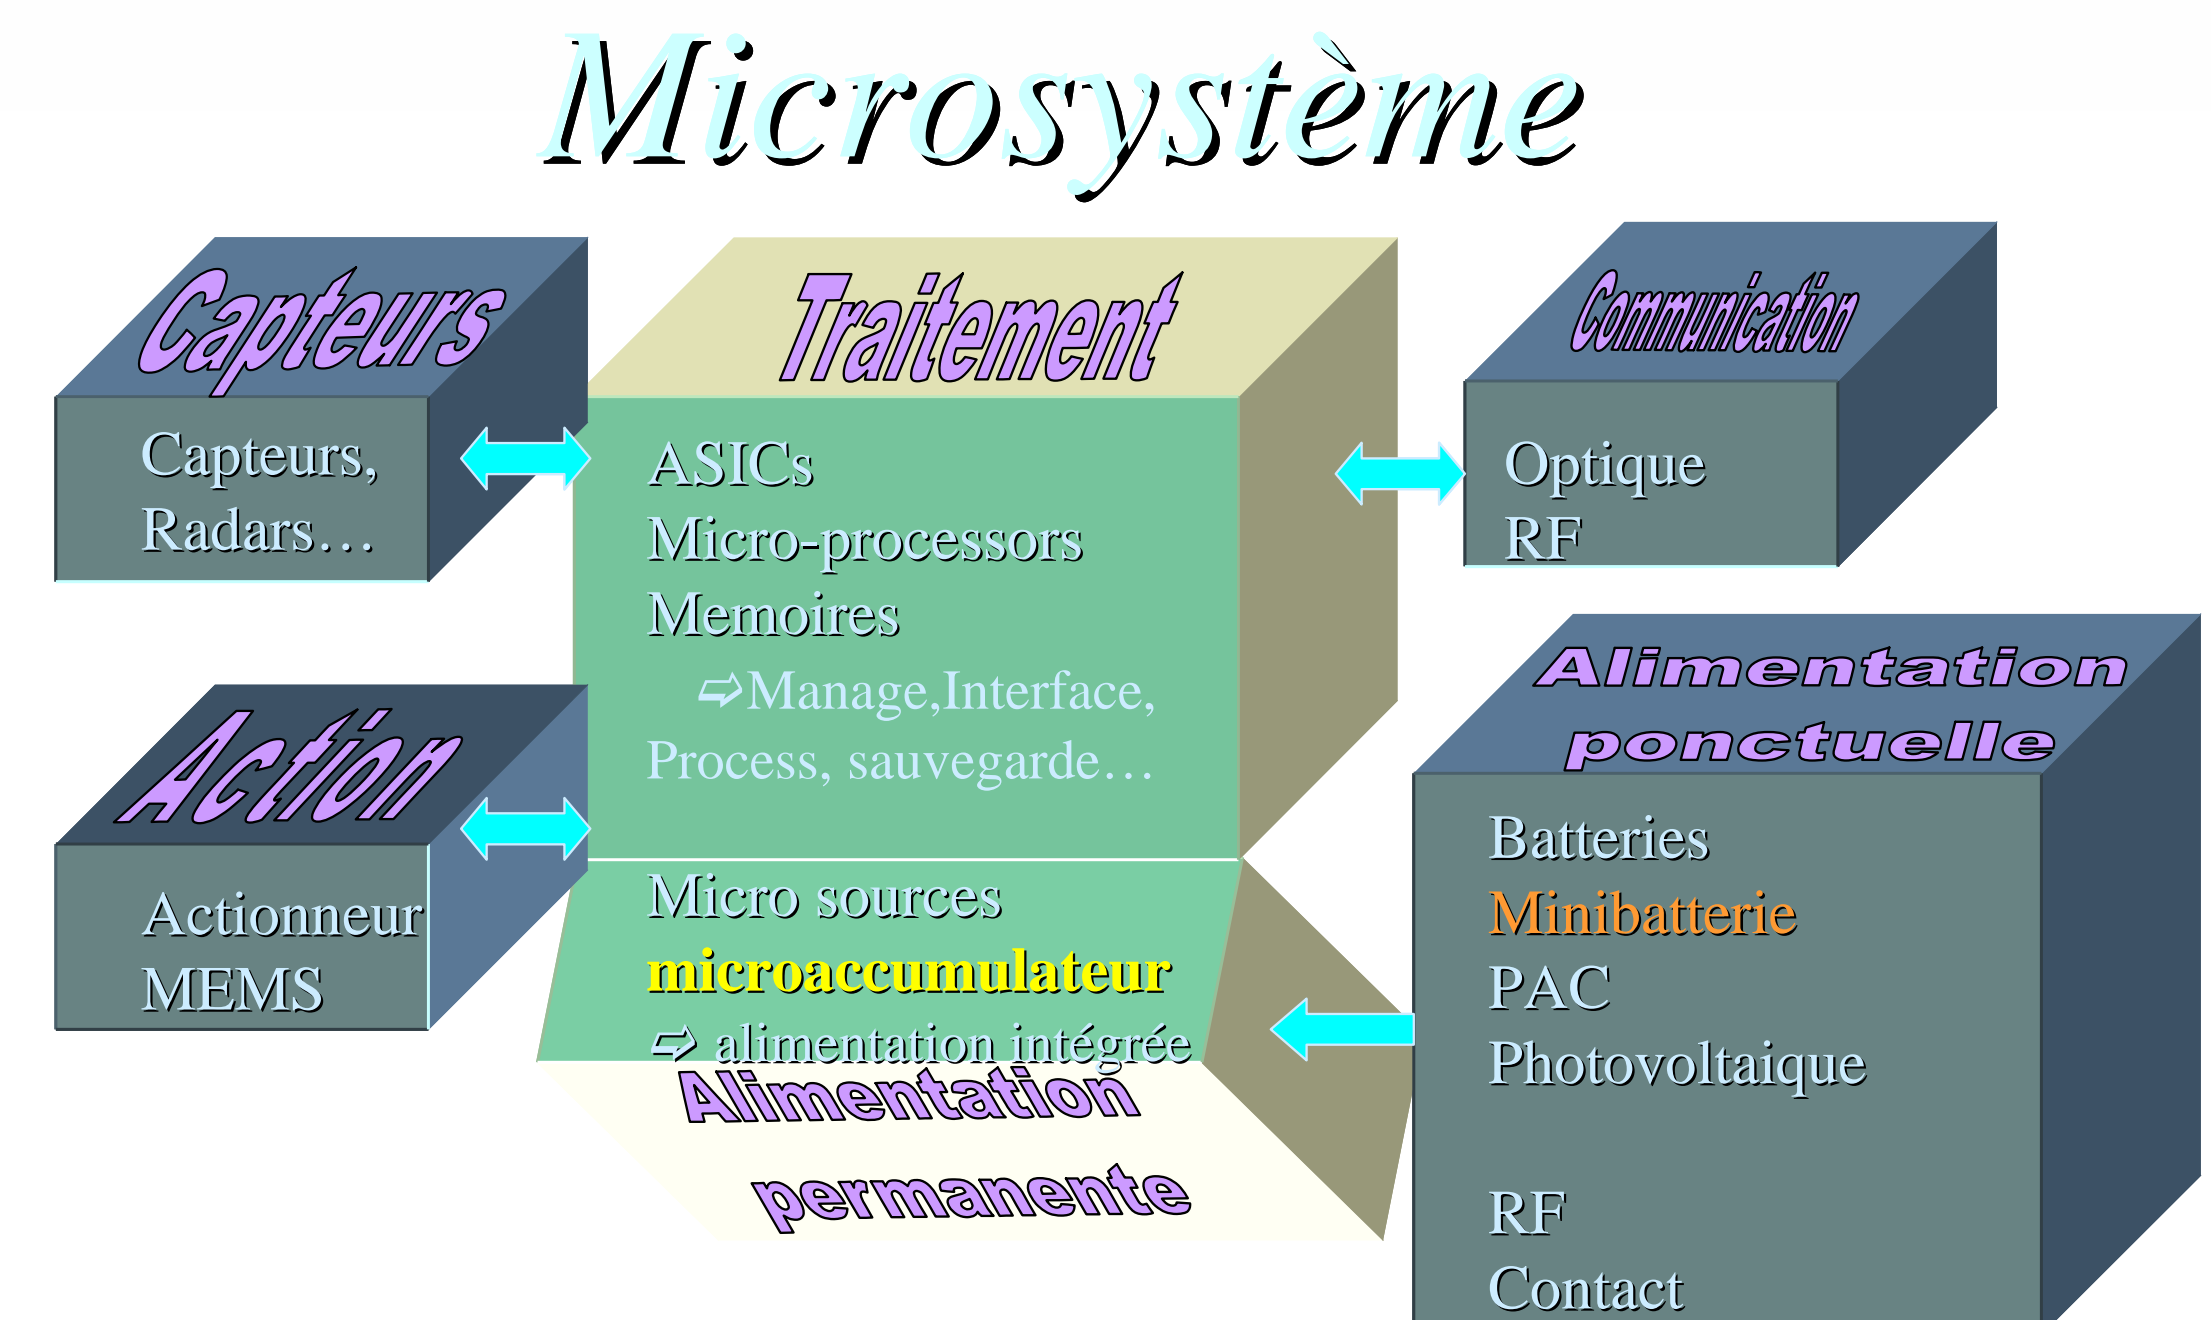 Microsystème
Capteurs
Capteurs,
Radars…
Traitement
ASICs
Micro-processors
Memoires
➩Manage,Interface,
Process, sauvegarde…
Communication
Optique
RF
Action
Actionneur
MEMS
Micro sources
microaccumulateur
➩ alimentation intégrée
Alimentation
permanente
Alimentation
ponctuelle
Batteries
Minibatterie
PAC
Photovoltaique
RF
Contact